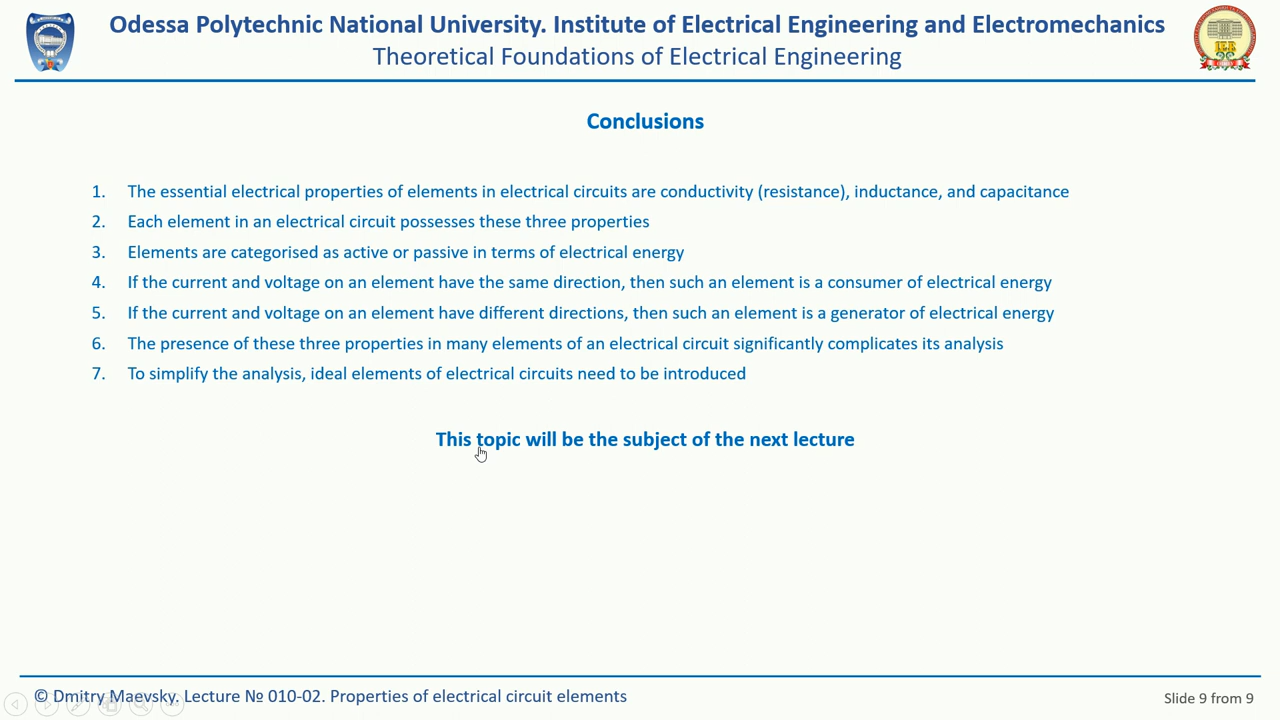 Odessa Polytechnic National University. Institute of Electrical Engineering and Electromechanics
Theoretical Foundations of Electrical Engineering
Conclusions
1. The essential electrical properties of elements in electrical circuits are conductivity (resistance), inductance, and capacitance
2. Each element in an electrical circuit possesses these three properties
3. Elements are categorised as active or passive in terms of electrical energy
4. If the current and voltage on an element have the same direction, then such an element is a consumer of electrical energy
5. If the current and voltage on an element have different directions, then such an element is a generator of electrical energy
6. The presence of these three properties in many elements of an electrical circuit significantly complicates its analysis
7. To simplify the analysis, ideal elements of electrical circuits need to be introduced
This topic will be the subject of the next lecture
© Dmitry Maevsky. Lecture № 010-02. Properties of electrical circuit elements
Slide 9 from 9